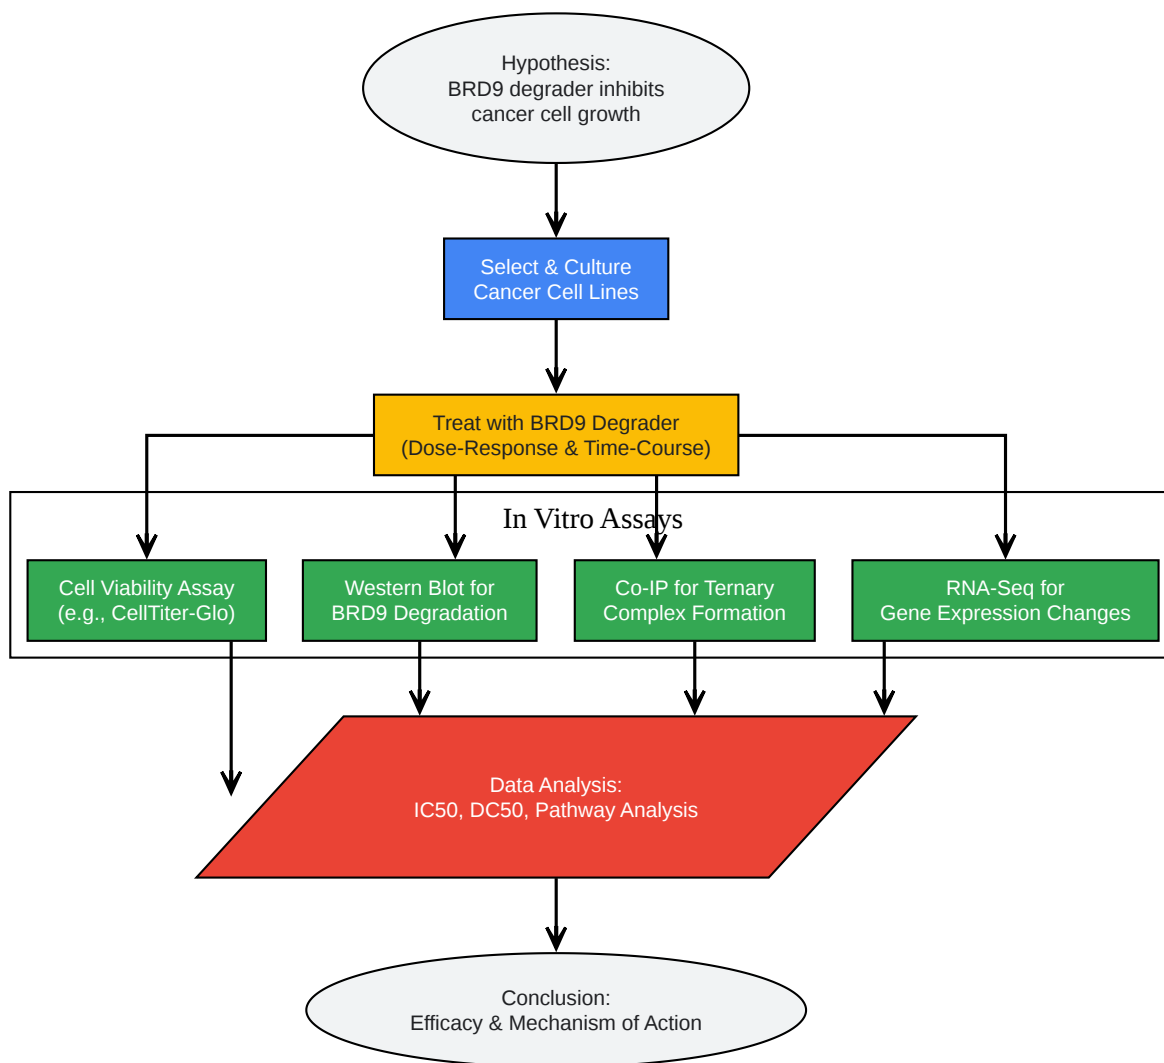 Hypothesis:
BRD9 degrader inhibits
cancer cell growth
Select & Culture
Cancer Cell Lines
Treat with BRD9 Degrader
(Dose-Response & Time-Course)
In Vitro Assays
Cell Viability Assay
(e.g., CellTiter-Glo)
Western Blot for
BRD9 Degradation
Co-IP for Ternary
Complex Formation
RNA-Seq for
Gene Expression Changes
Data Analysis:
IC50, DC50, Pathway Analysis
Conclusion:
Efficacy & Mechanism of Action